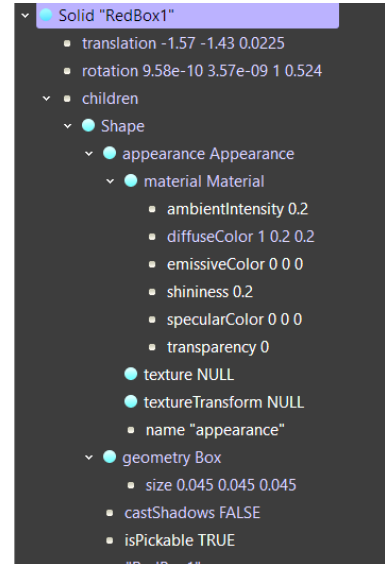 Solid "RedBox1"
translation -1.57 -1.43 0.0225
rotation 9.58e-10 3.57e-09 1 0.524
children
Shape
appearance Appearance
material Material
ambientIntensity 0.2
diffuseColor 1 0.2 0.2
emissiveColor 0 0 0
shininess 0.2
specularColor 0 0 0
transparency 0
texture NULL
textureTransform NULL
name "appearance"
geometry Box
size 0.045 0.045 0.045
castShadows FALSE
isPickable TRUE